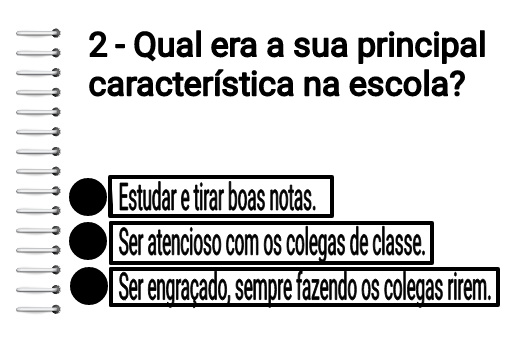 2 - Qual era a sua principal
característica na escola?
Estudar e tirar boas notas.
Ser atencioso com os colegas de classe.
Ser engraçado, sempre fazendo os colegas rirem.